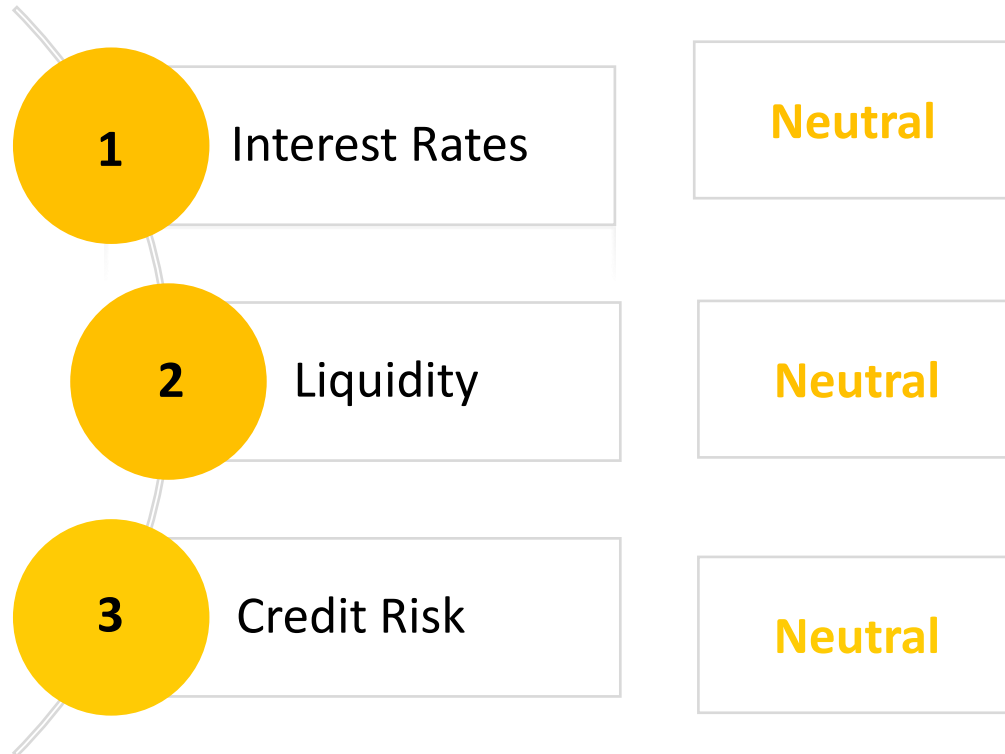 1
Interest Rates
Neutral
2
Liquidity
Neutral
3
Credit Risk
Neutral